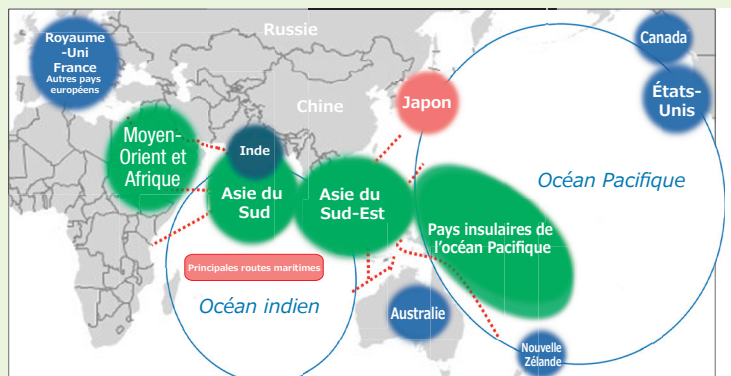 Royaume
-Uni
France
Autres pays
européens
Russie
Canada
États-
Unis
Chine
Japon
Moyen-
Orient et
Afrique
Inde
Asie du
Sud
Asie du
Sud-Est
Océan Pacifique
Pays insulaires de
l’océan Pacifique
Principales routes maritimes
Océan indien
Australie
Nouvelle
Zélande